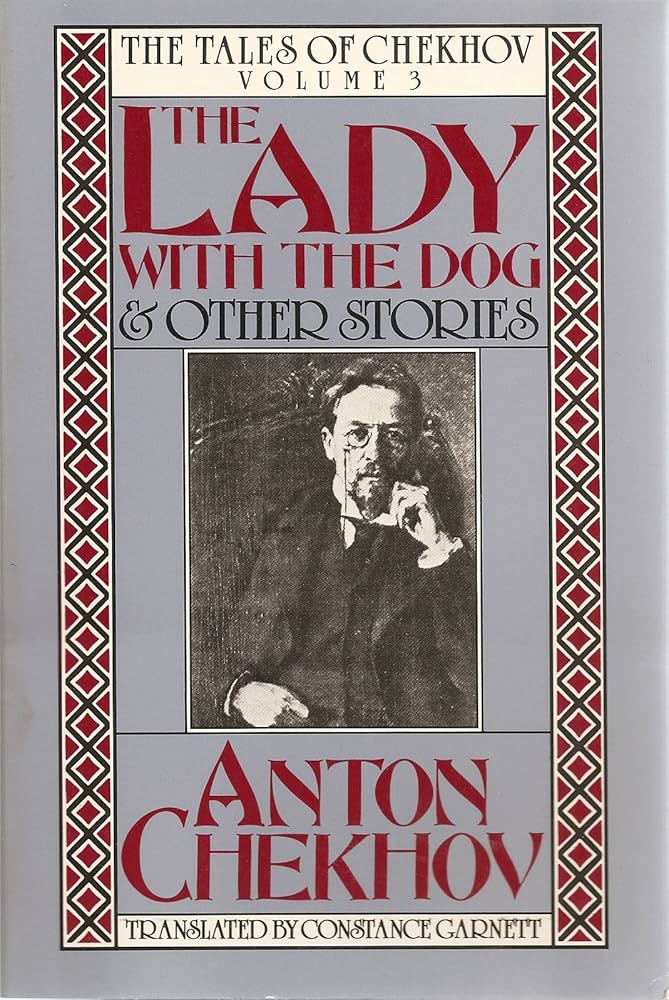 THE TALES OF CHEKHOV
VOLUME 3
THE
LADY
WITH THE DOG
& OTHER STORIES
ANTON
CHEKHOV
TRANSLATED BY CONSTANCE GARNETT